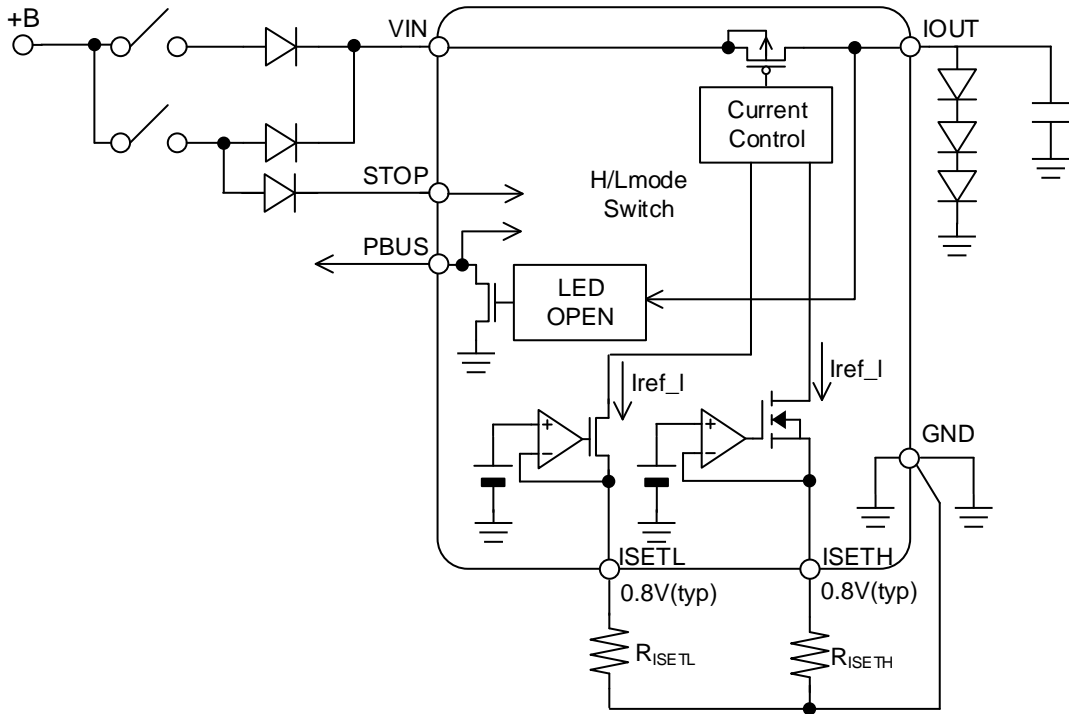 +B
VIN
IOUT
Current
Control
STOP
H/Lmode
Switch
PBUS
LED
OPEN
Iref_l
Iref_l
GND
ISETL
ISETH
0.8V(typ)
0.8V(typ)
RISETL
RISETH